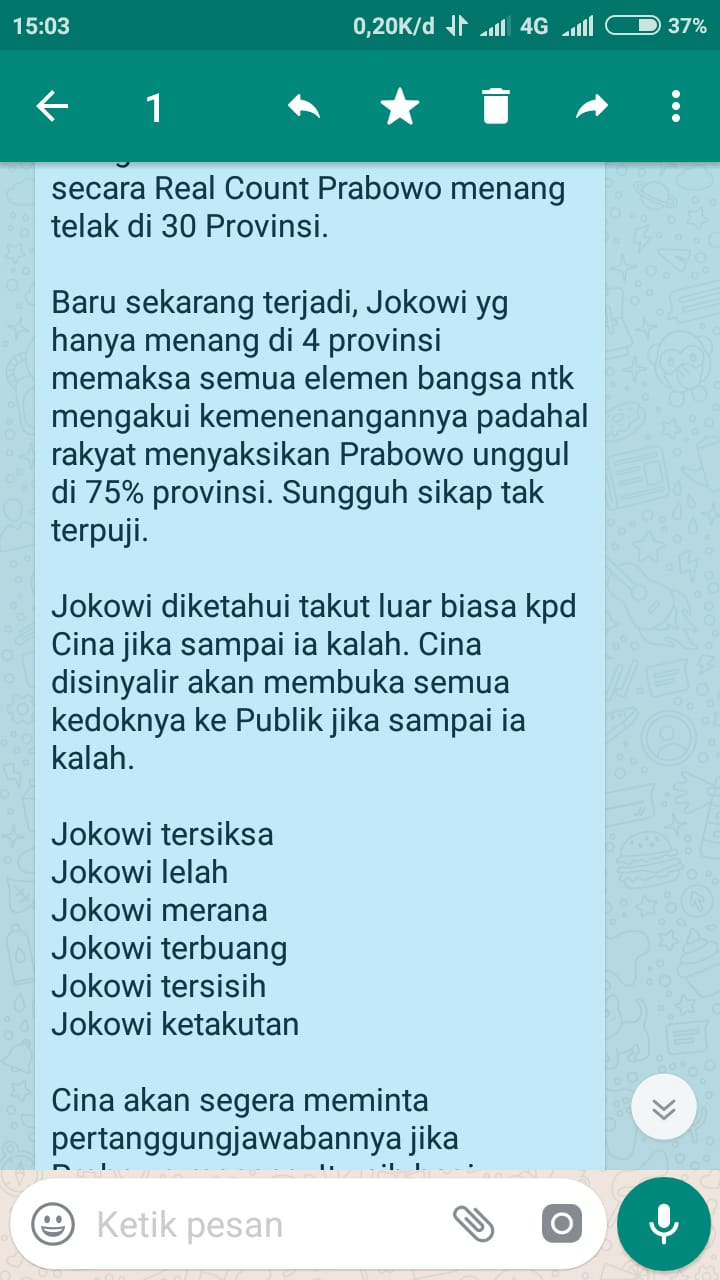 15:03
0,20K/d 4G 37%
1
secara Real Count Prabowo menang
telak di 30 Provinsi.
Baru sekarang terjadi, Jokowi yg
hanya menang di 4 provinsi
memaksa semua elemen bangsa ntk
mengakui kemenenangannya padahal
rakyat menyaksikan Prabowo unggul
di 75% provinsi. Sungguh sikap tak
terpuji.
Jokowi diketahui takut luar biasa kpd
Cina jika sampai ia kalah. Cina
disinyalir akan membuka semua
kedoknya ke Publik jika sampai ia
kalah.
Jokowi tersiksa
Jokowi lelah
Jokowi merana
Jokowi terbuang
Jokowi tersisih
Jokowi ketakutan
Cina akan segera meminta
pertanggungjawabannya jika
Ketik pesan